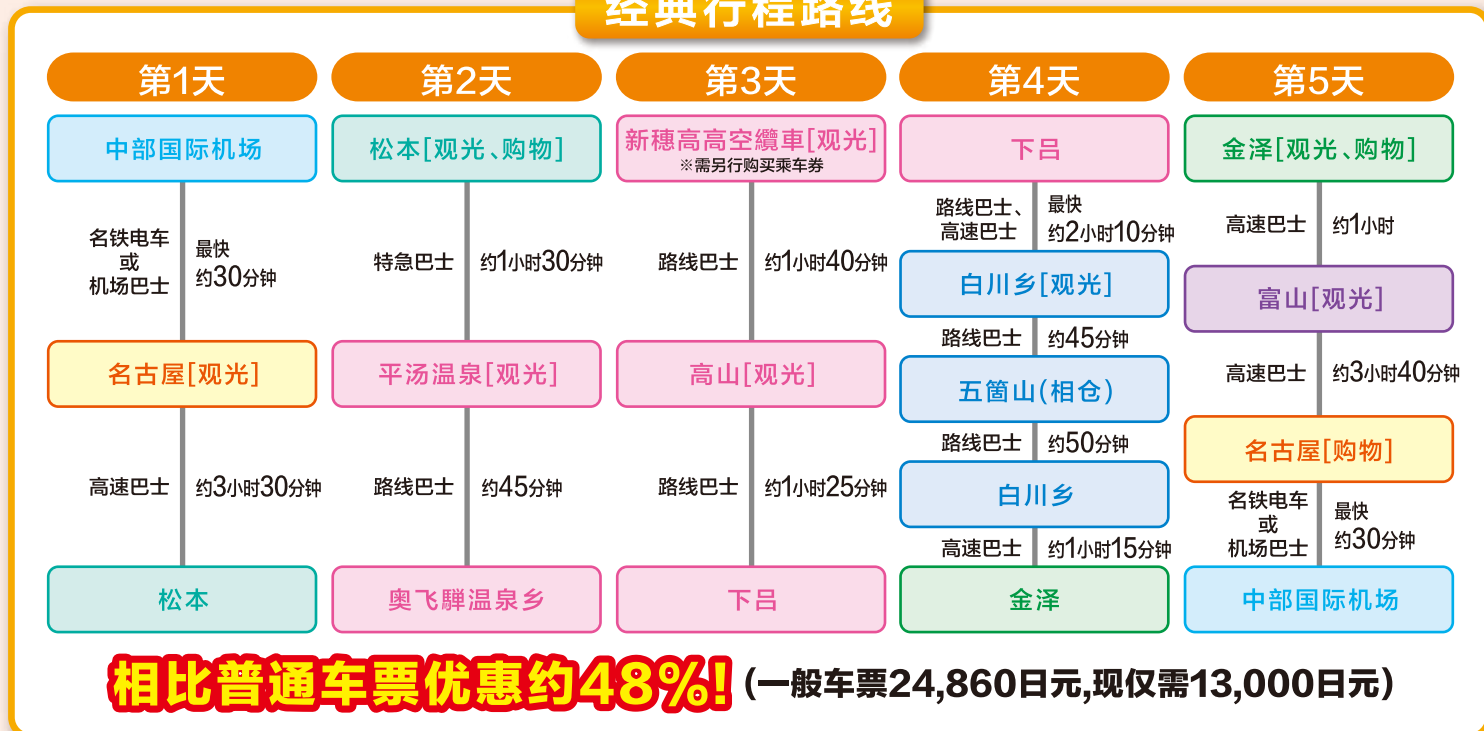 经典行程路线
第1天
中部国际机场
名铁电车
或
机场巴士
最快
约30分钟
名古屋[观光]
高速巴士
约3小时30分钟
松本
第2天
松本[观光、购物]
特急巴士
约1小时30分钟
平汤温泉[观光]
路线巴士
约45分钟
奥飞騨温泉乡
第3天
新穗高高空纜車[观光]
※需另行购买乘车券
路线巴士
约1小时40分钟
高山[观光]
路线巴士
约1小时25分钟
下吕
第4天
下吕
路线巴士、
高速巴士
最快
约2小时10分钟
白川乡[观光]
路线巴士
约45分钟
五箇山(相仓)
路线巴士
约50分钟
白川乡
高速巴士
约1小时15分钟
金泽
第5天
金泽[观光、购物]
高速巴士
约1小时
富山[观光]
高速巴士
约3小时40分钟
名古屋[购物]
名铁电车
或
机场巴士
最快
约30分钟
中部国际机场
相比普通车票优惠约48%!(一般车票24,860日元,现仅需13,000日元)